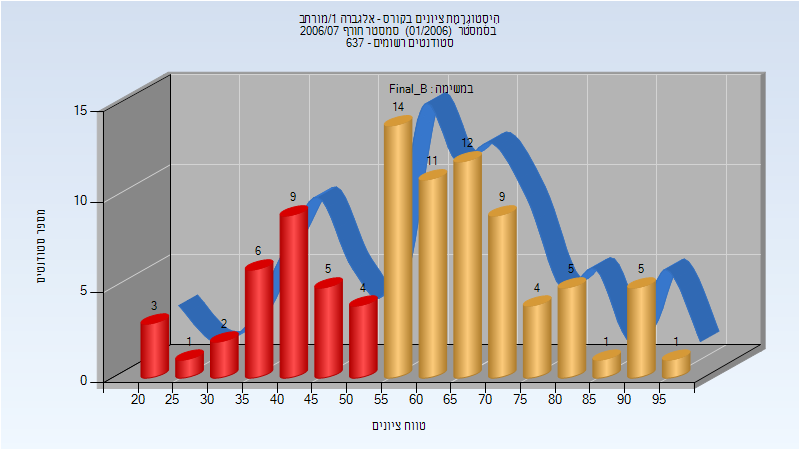 היסטוגרמת ציונים בקורס - אלגברה 1/מורחב
בסמסטר (01/2006) סמסטר חורף 2006/07
סטודנטים רשומים - 637
במשימה : Final_B
מספר סטודנטים
15
10
5
0
3
1
2
6
9
5
4
14
11
12
9
4
5
1
5
1
20 25 30 35 40 45 50 55 60 65 70 75 80 85 90 95
טווח ציונים